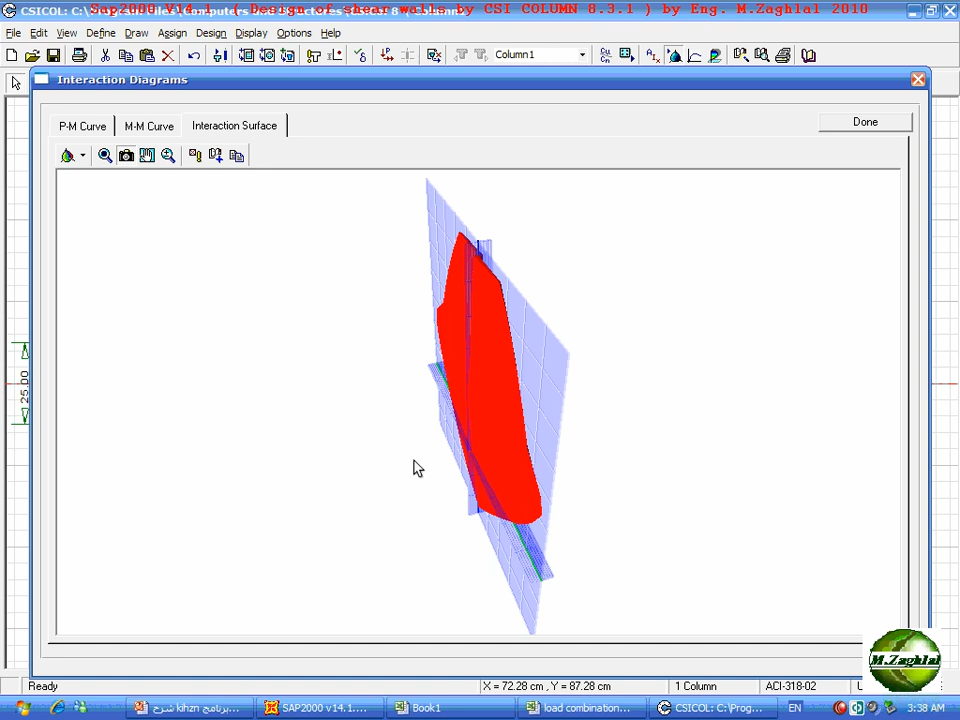 Sap2000 V14.1 ( Design of shear walls by CSI COLUMN 8.3.1 ) by Eng. M.Zaghlal 2010
File Edit View Define Draw Assign Design Display Options Help
Column1
Interaction Diagrams
P-M Curve M-M Curve Interaction Surface Done
25.00
M.Zaghlal
Ready X = 72.28 cm , Y = 87.28 cm 1 Column ACI-318-02
برنامج kihzn شرح... SAP2000 v14.1.... Book1 load combination... CSICOL: C:\Prog... EN 3:38 AM